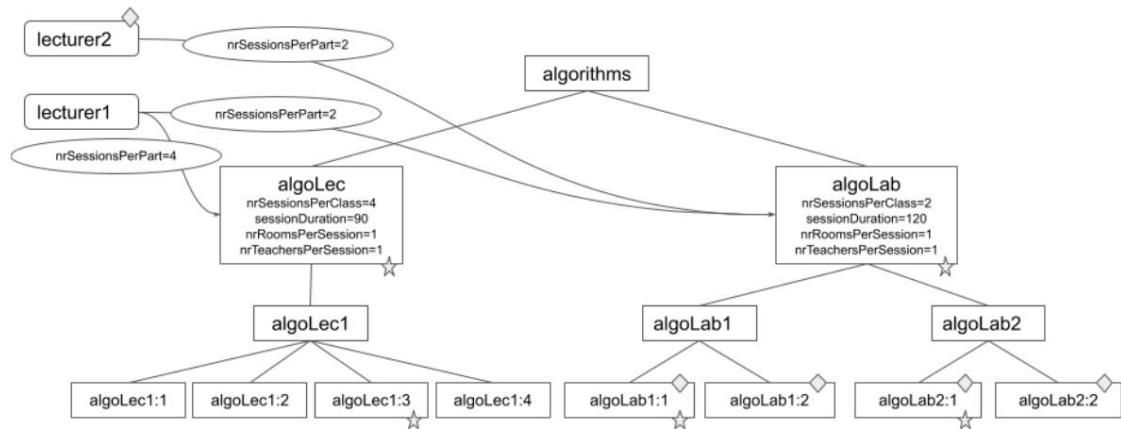 lecturer2
nrSessionsPerPart=2
algorithms
lecturer1
nrSessionsPerPart=2
nrSessionsPerPart=4
algoLec
nrSessionsPerClass=4
sessionDuration=90
nrRoomsPerSession=1
nrTeachersPerSession=1
algoLab
nrSessionsPerClass=2
sessionDuration=120
nrRoomsPerSession=1
nrTeachersPerSession=1
algoLec1
algoLab1
algoLab2
algoLec1:1
algoLec1:2
algoLec1:3
algoLec1:4
algoLab1:1
algoLab1:2
algoLab2:1
algoLab2:2